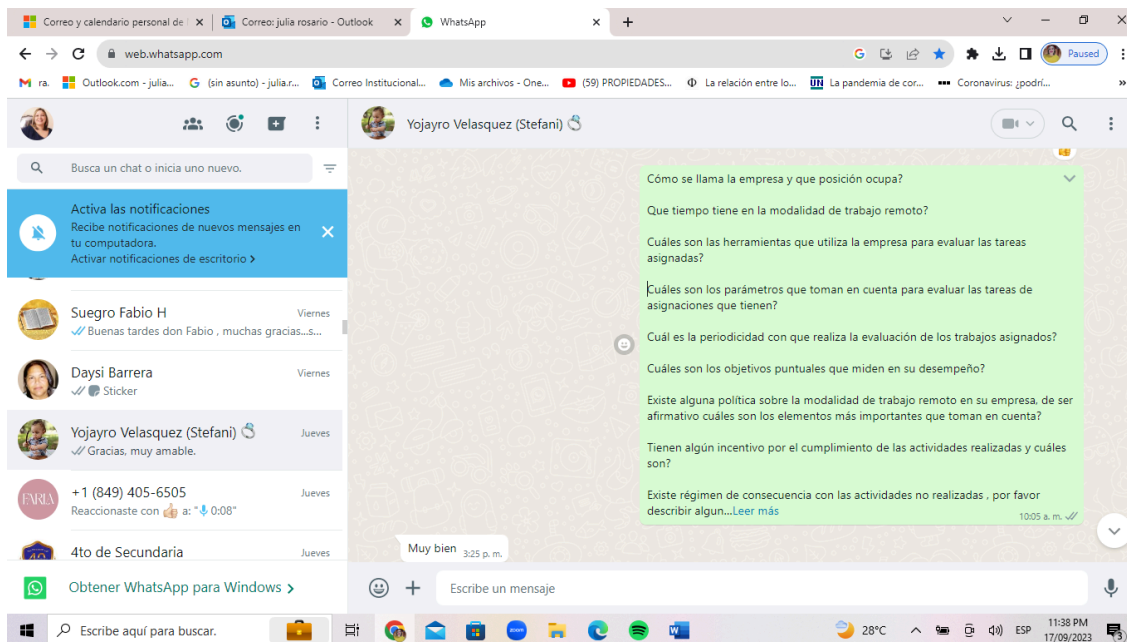 Correo y calendario personal de
Correo: julia rosario - Outlook
WhatsApp
web.whatsapp.com
Paused
ra.
Outlook.com - julia...
(sin asunto) - julia.r...
Correo Institucional...
Mis archivos - One...
(59) PROPIEDADES...
La relación entre lo...
UN La pandemia de cor...
Coronavirus: ¿podrí...
»
Yojayro Velasquez (Stefani)
Busca un chat o inicia uno nuevo.
Activa las notificaciones
Recibe notificaciones de nuevos mensajes en
tu computadora.
Activar notificaciones de escritorio >
Suegro Fabio H
Viernes
Buenas tardes don Fabio , muchas gracias...s...
Daysi Barrera
Viernes
Sticker
Yojayro Velasquez (Stefani)
Jueves
Gracias, muy amable.
FARLA
+1 (849) 405-6505
Jueves
Reaccionaste con 👍 a: "🎤 0:08"
4to de Secundaria
Jueves
Obtener WhatsApp para Windows >
Cómo se llama la empresa y que posición ocupa?
Que tiempo tiene en la modalidad de trabajo remoto?
Cuáles son las herramientas que utiliza la empresa para evaluar las tareas
asignadas?
Cuáles son los parámetros que toman en cuenta para evaluar las tareas de
asignaciones que tienen?
Cuál es la periodicidad con que realiza la evaluación de los trabajos asignados?
Cuáles son los objetivos puntuales que miden en su desempeño?
Existe alguna política sobre la modalidad de trabajo remoto en su empresa, de ser
afirmativo cuáles son los elementos más importantes que toman en cuenta?
Tienen algún incentivo por el cumplimiento de las actividades realizadas y cuáles
son?
Existe régimen de consecuencia con las actividades no realizadas , por favor
describir algun...Leer más
10:05 a. m.
Muy bien 3:25 p. m.
Escribe un mensaje
Escribe aquí para buscar.
zoom
28°C
ESP
11:38 PM
17/09/2023
3